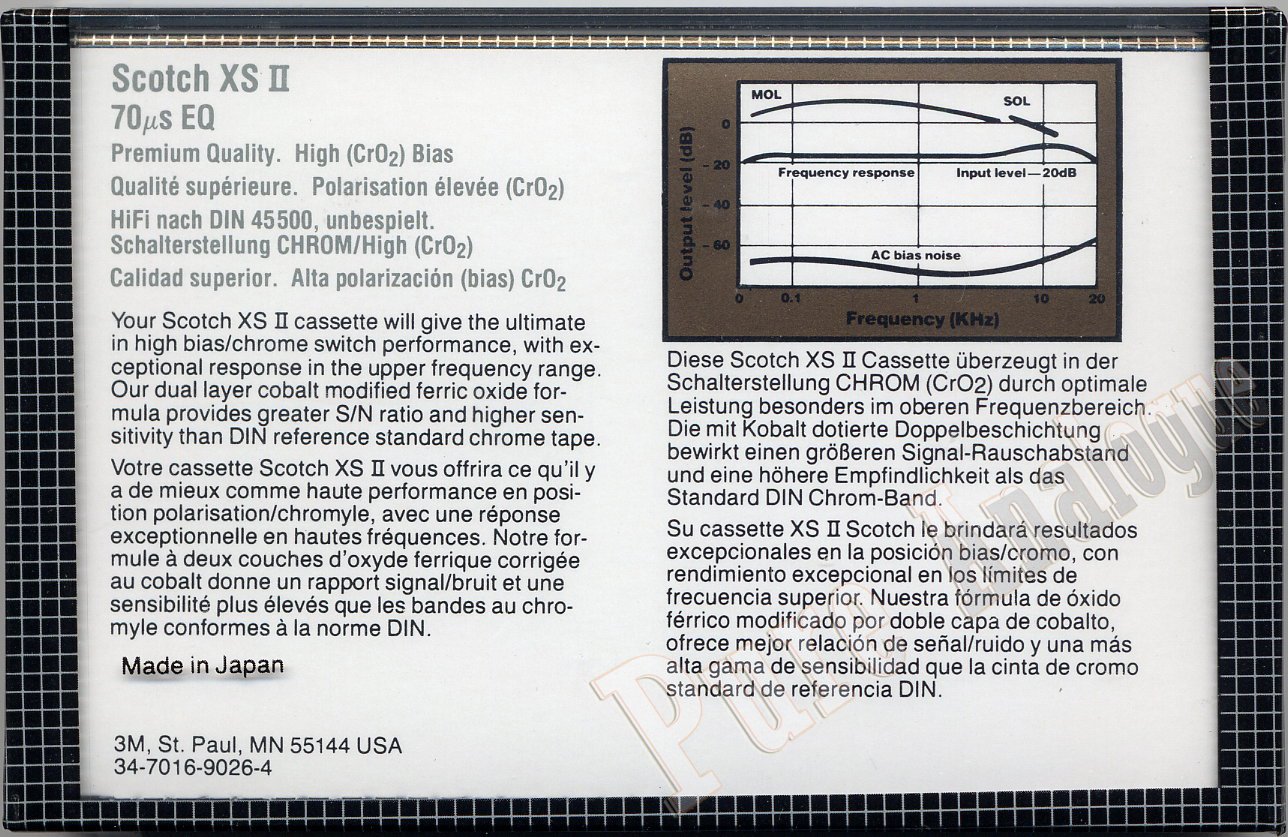 Scotch XS II
70μs EQ
Premium Quality. High (CrO2) Bias
Qualité supérieure. Polarisation élevée (CrO2)
HiFi nach DIN 45500, unbespielt.
Schalterstellung CHROM/High (CrO2)
Calidad superior. Alta polarización (bias) CrO2
Your Scotch XS II cassette will give the ultimate
in high bias/chrome switch performance, with ex-
ceptional response in the upper frequency range.
Our dual layer cobalt modified ferric oxide for-
mula provides greater S/N ratio and higher sen-
sitivity than DIN reference standard chrome tape.
Votre cassette Scotch XS II vous offrira ce qu'il y
a de mieux comme haute performance en posi-
tion polarisation/chromyle, avec une réponse
exceptionnelle en hautes fréquences. Notre for-
mule à deux couches d'oxyde ferrique corrigée
au cobalt donne un rapport signal/bruit et une
sensibilité plus élevés que les bandes au chro-
myle conformes à la norme DIN.
Made in Japan
3M, St. Paul, MN 55144 USA
34-7016-9026-4
MOL
SOL
Output level (dB)
0
- 20
- 40
- 60
Frequency response
Input level—20dB
AC bias noise
0 0.1 1 10 20
Frequency (KHz)
Diese Scotch XS II Cassette überzeugt in der
Schalterstellung CHROM (CrO2) durch optimale
Leistung besonders im oberen Frequenzbereich.
Die mit Kobalt dotierte Doppelbeschichtung
bewirkt einen größeren Signal-Rauschabstand
und eine höhere Empfindlichkeit als das
Standard DIN Chrom-Band.
Su cassette XS II Scotch le brindará resultados
excepcionales en la posición bias/cromo, con
rendimiento excepcional en los límites de
frecuencia superior. Nuestra fórmula de óxido
férrico modificado por doble capa de cobalto,
ofrece mejor relación de señal/ruido y una más
alta gama de sensibilidad que la cinta de cromo
standard de referencia DIN.
Pure Analogue